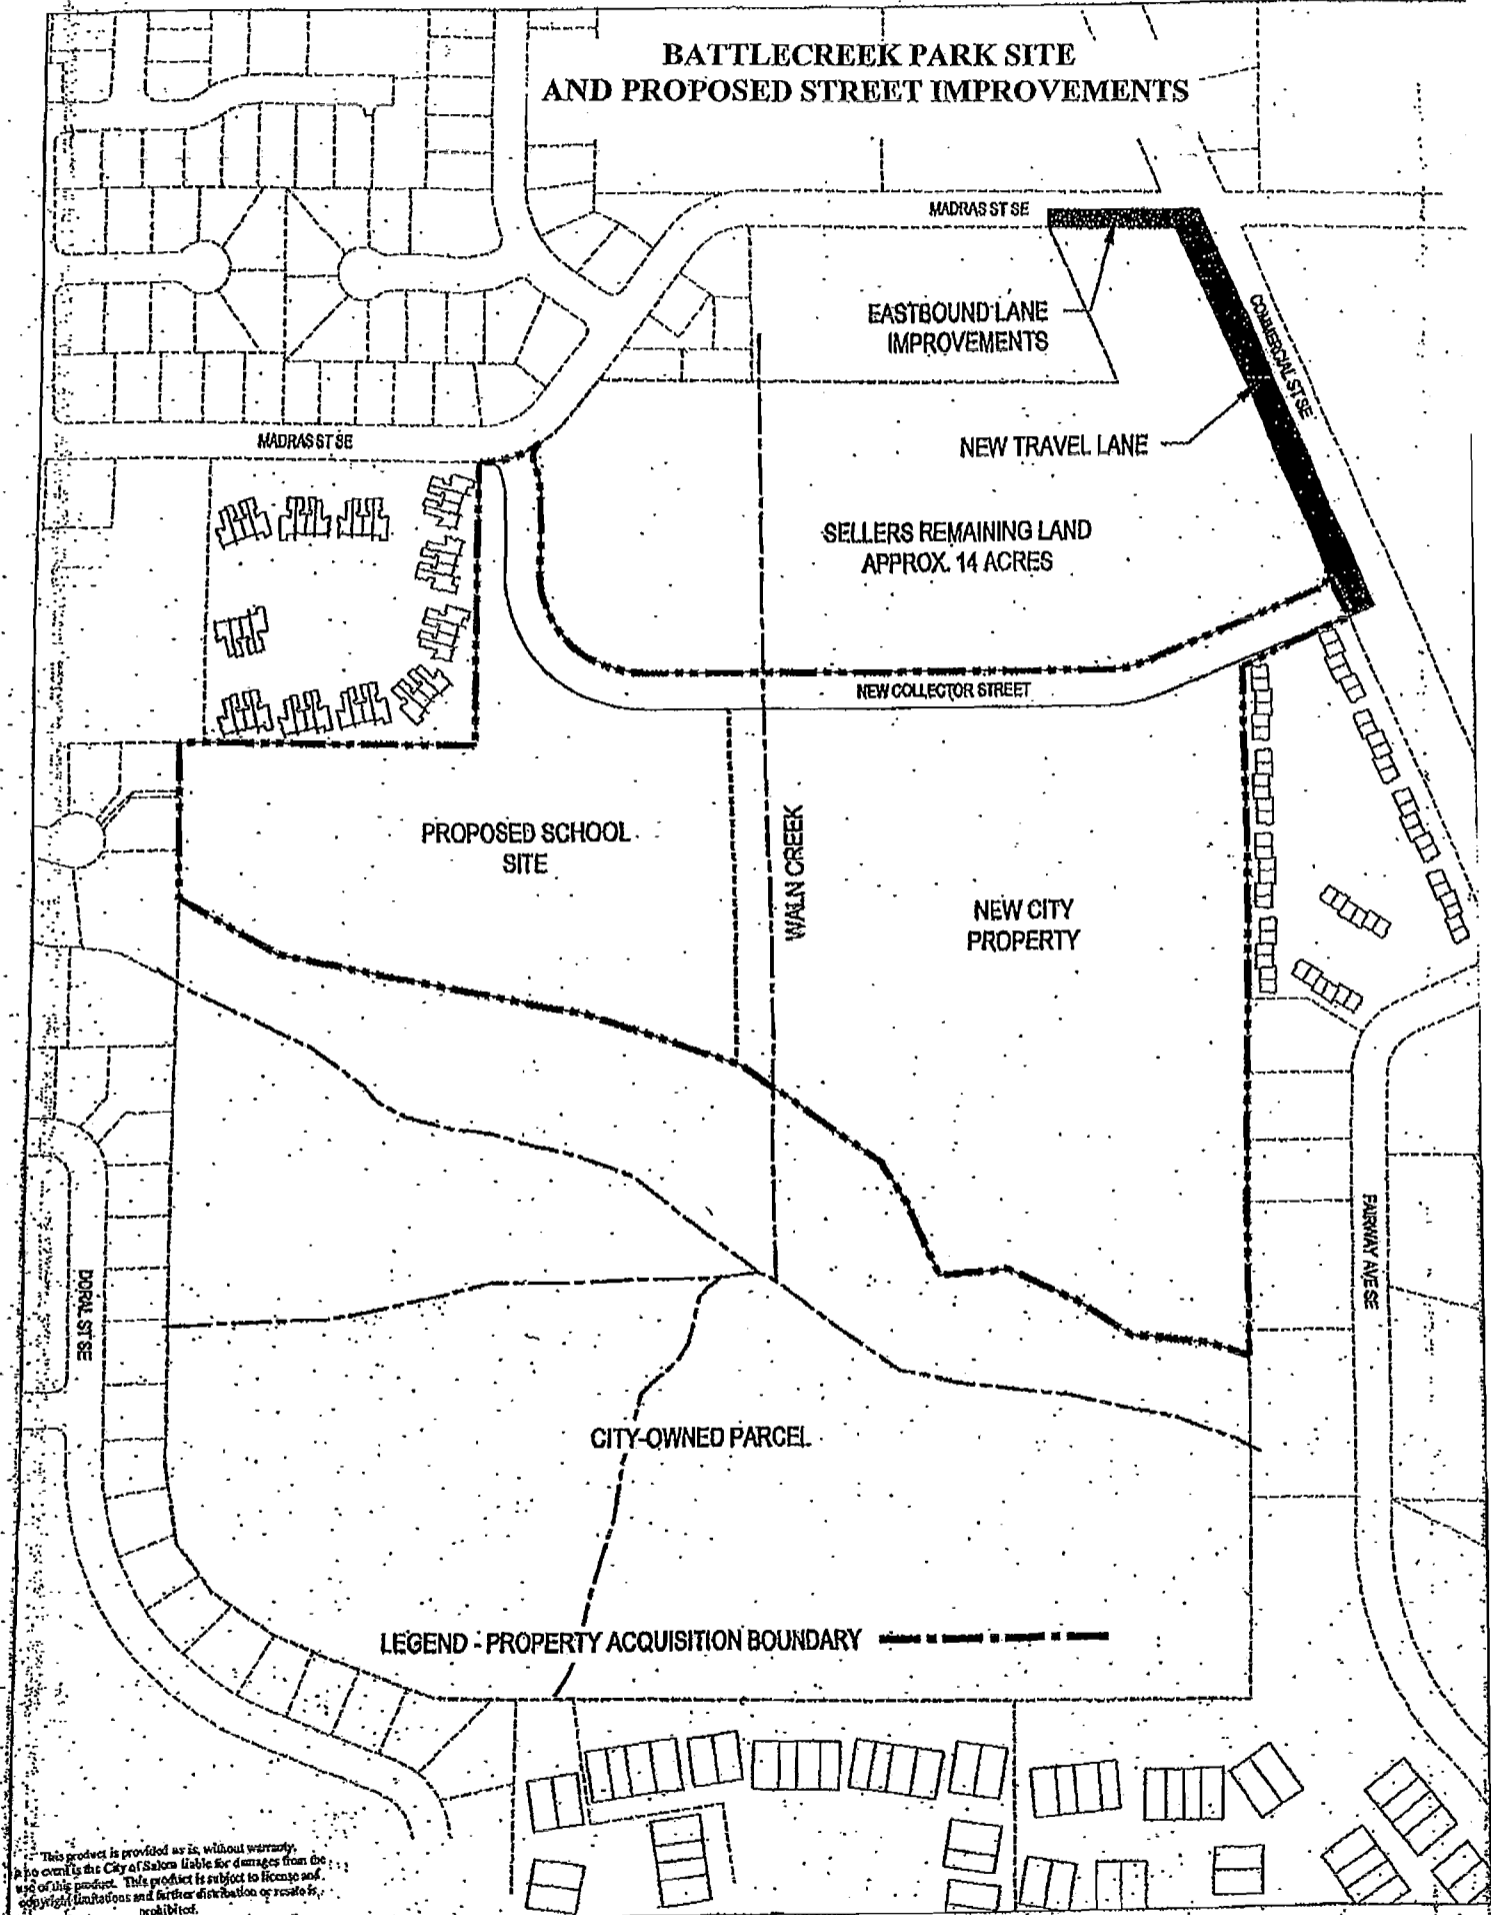 BATTLECREEK PARK SITE
AND PROPOSED STREET IMPROVEMENTS
MADRAS ST SE
EASTBOUND LANE
IMPROVEMENTS
COMMERCIAL ST SE
NEW TRAVEL LANE
MADRAS ST SE
SELLERS REMAINING LAND
APPROX. 14 ACRES
NEW COLLECTOR STREET
PROPOSED SCHOOL
SITE
WALN CREEK
NEW CITY
PROPERTY
FAIRWAY AVE SE
DORAL ST SE
CITY-OWNED PARCEL
LEGEND - PROPERTY ACQUISITION BOUNDARY
This product is provided as is, without warranty.
no event is the City of Salem liable for damages from the
use of this product. This product is subject to license and
copyright limitations and further distribution or resale is
prohibited.